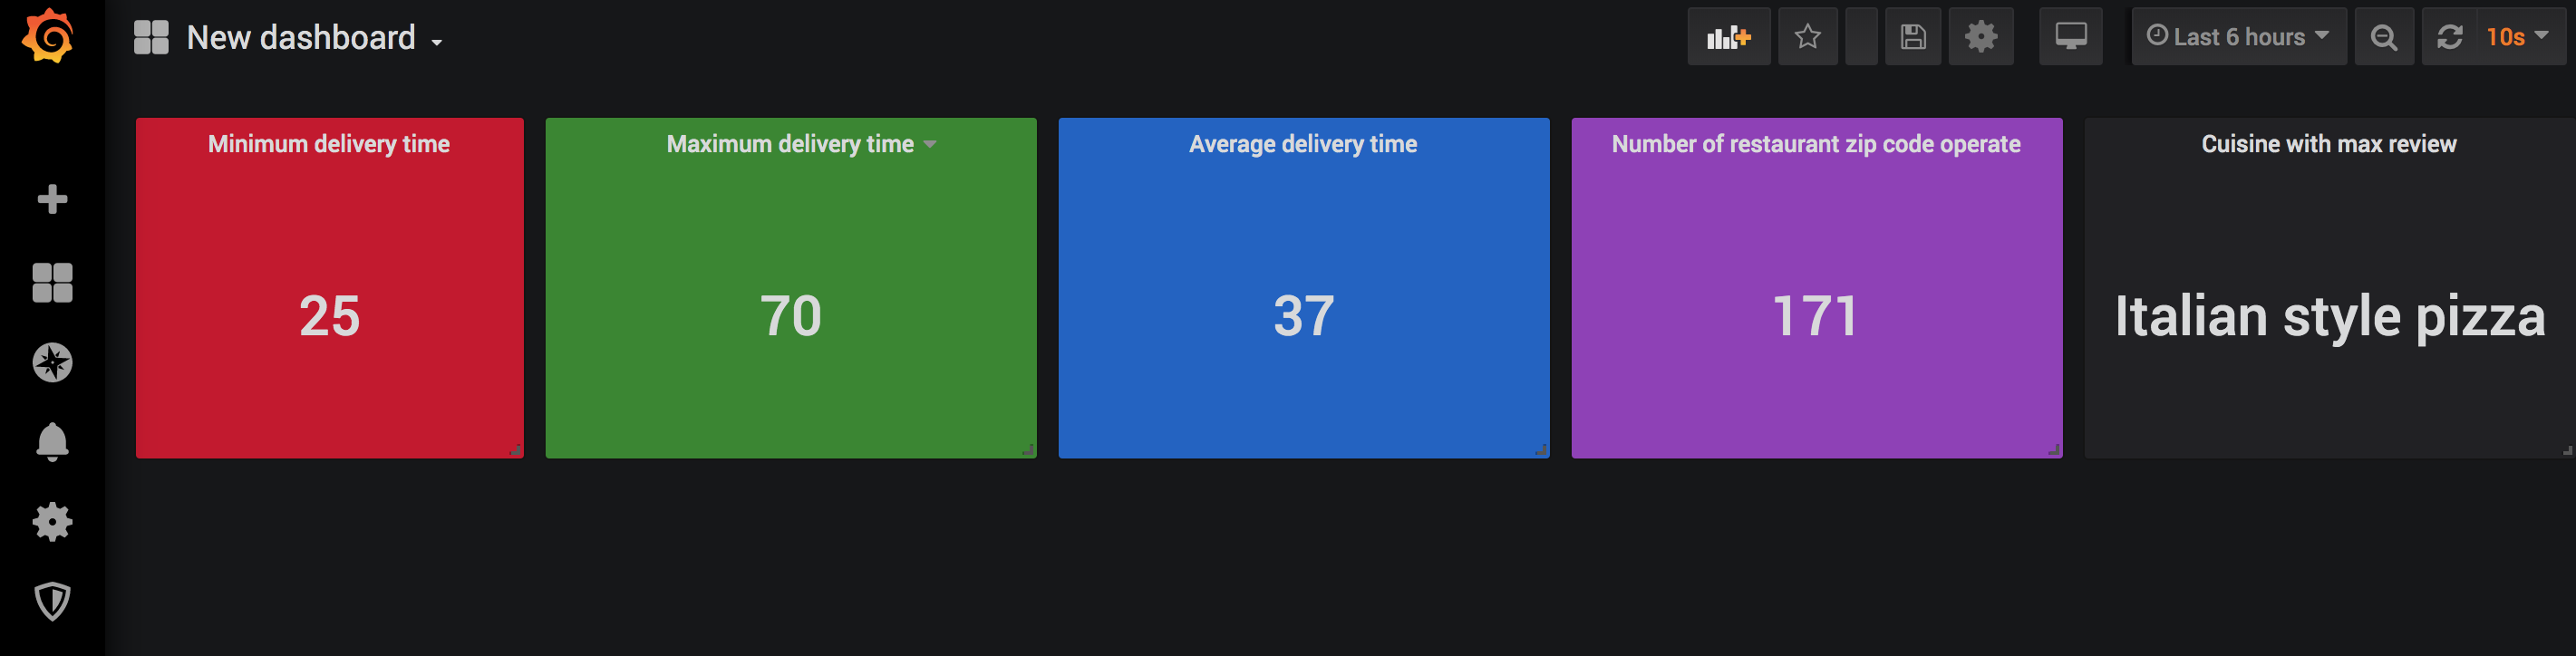 New dashboard
Last 6 hours
10s
Minimum delivery time
25
Maximum delivery time
70
Average delivery time
37
Number of restaurant zip code operate
171
Cuisine with max review
Italian style pizza